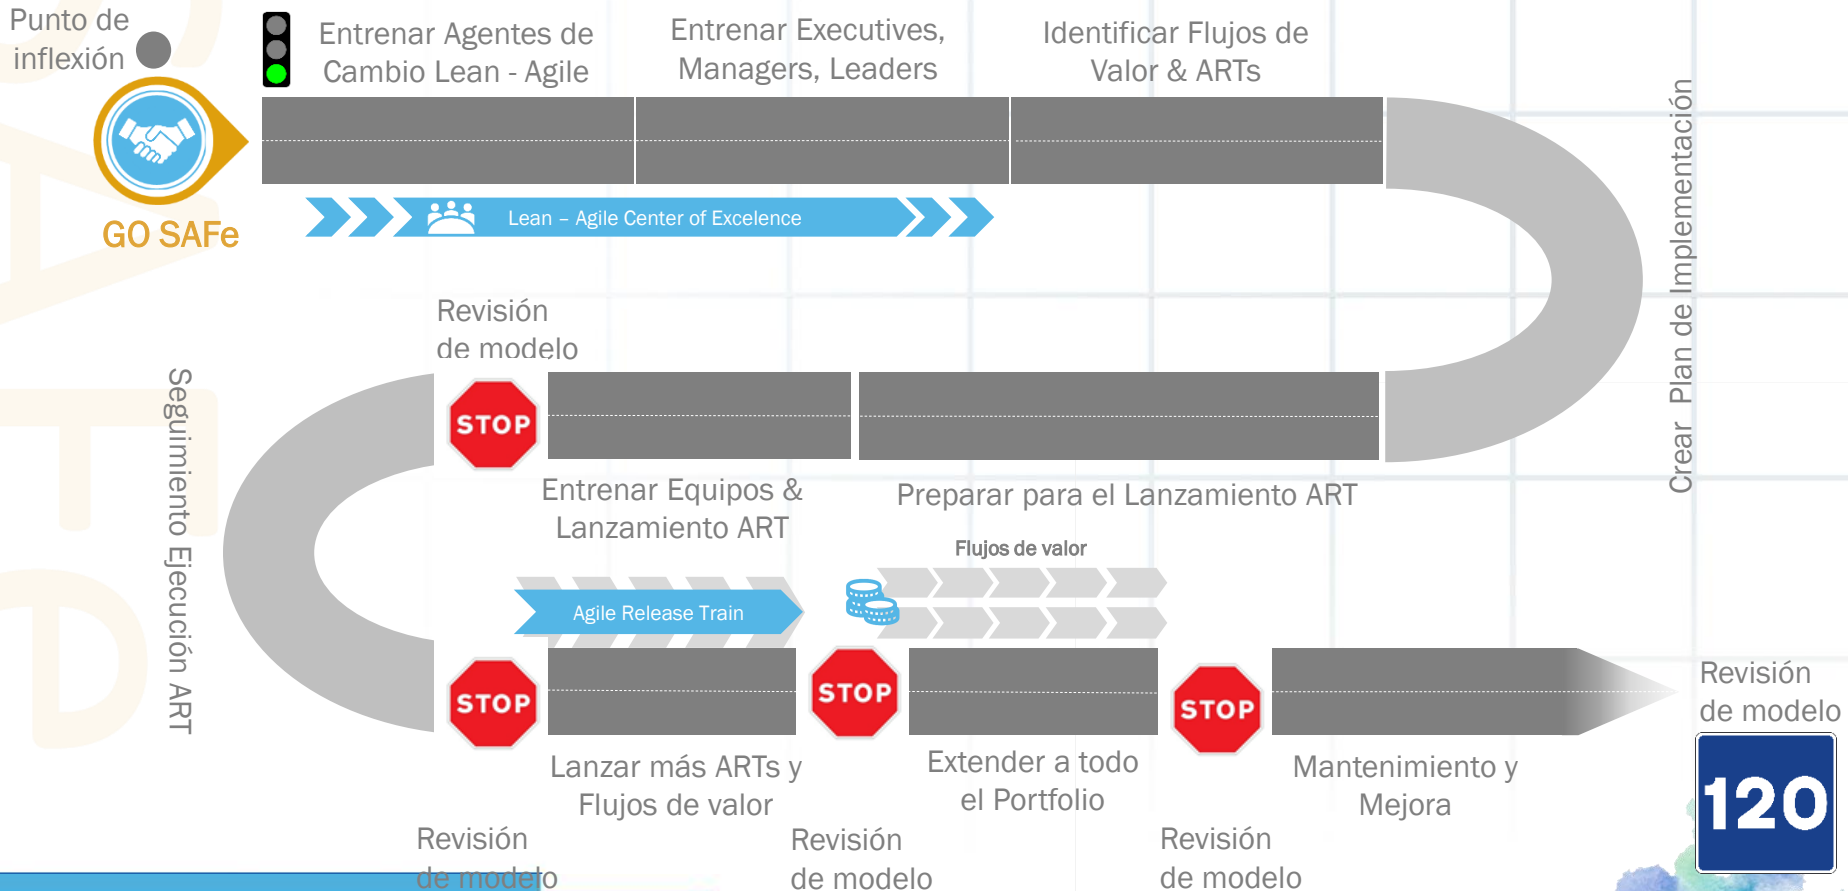 Punto de
inflexión
GO SAFe
Entrenar Agentes de
Cambio Lean - Agile
Entrenar Executives,
Managers, Leaders
Identificar Flujos de
Valor & ARTs
Lean – Agile Center of Excelence
Crear Plan de Implementación
Revisión
de modelo
STOP
Entrenar Equipos &
Lanzamiento ART
Preparar para el Lanzamiento ART
Seguimiento Ejecución ART
Flujos de valor
Agile Release Train
STOP
STOP
STOP
Lanzar más ARTs y
Flujos de valor
Extender a todo
el Portfolio
Mantenimiento y
Mejora
Revisión
de modelo
120
Revisión
de modelo
Revisión
de modelo
Revisión
de modelo
SAFe